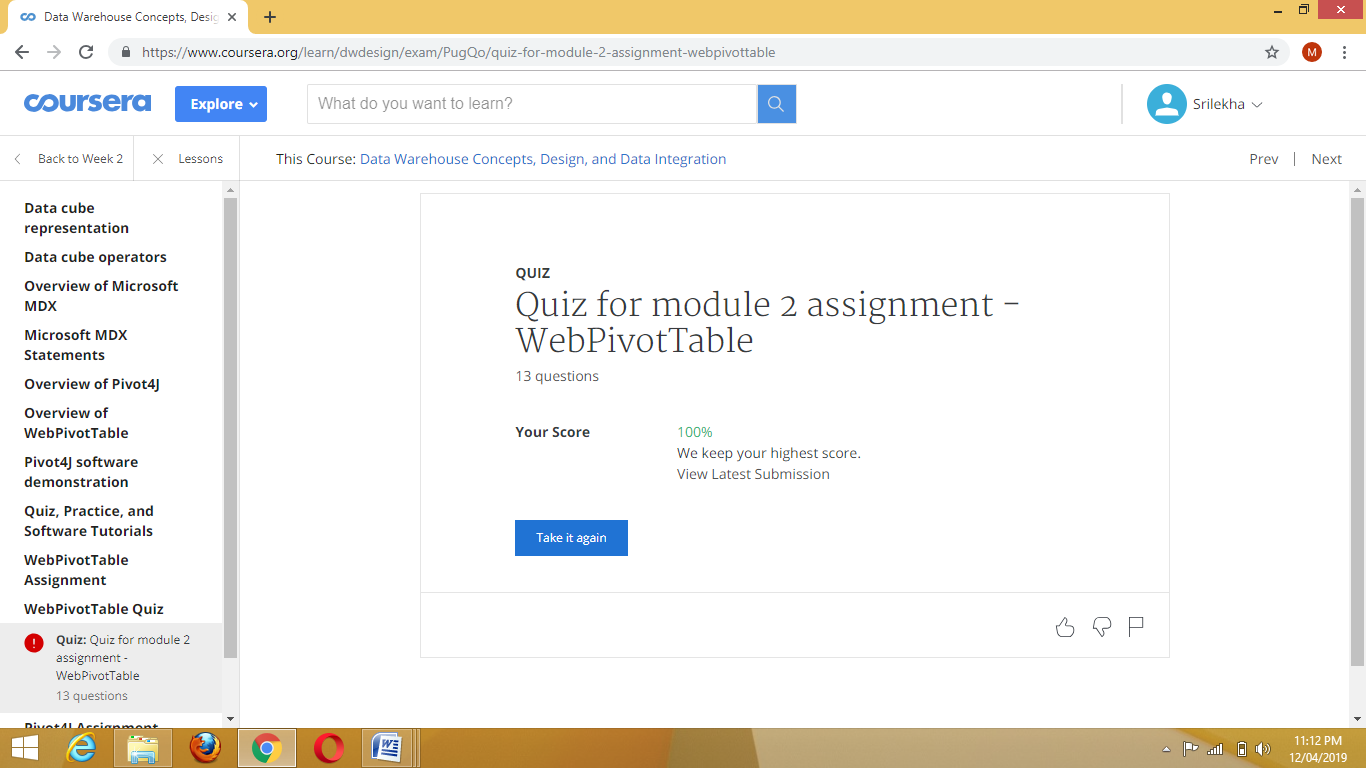 Data Warehouse Concepts, Desig
https://www.coursera.org/learn/dwdesign/exam/PugQo/quiz-for-module-2-assignment-webpivottable
M
coursera
Explore
What do you want to learn?
Srilekha
Back to Week 2
Lessons
This Course: Data Warehouse Concepts, Design, and Data Integration
Prev | Next
Data cube
representation
Data cube operators
Overview of Microsoft
MDX
Microsoft MDX
Statements
Overview of Pivot4J
Overview of
WebPivotTable
Pivot4J software
demonstration
Quiz, Practice, and
Software Tutorials
WebPivotTable
Assignment
WebPivotTable Quiz
Quiz: Quiz for module 2
assignment -
WebPivotTable
13 questions
Pivot4J Assignment
QUIZ
Quiz for module 2 assignment -
WebPivotTable
13 questions
Your Score
100%
We keep your highest score.
View Latest Submission
Take it again
11:12 PM
12/04/2019